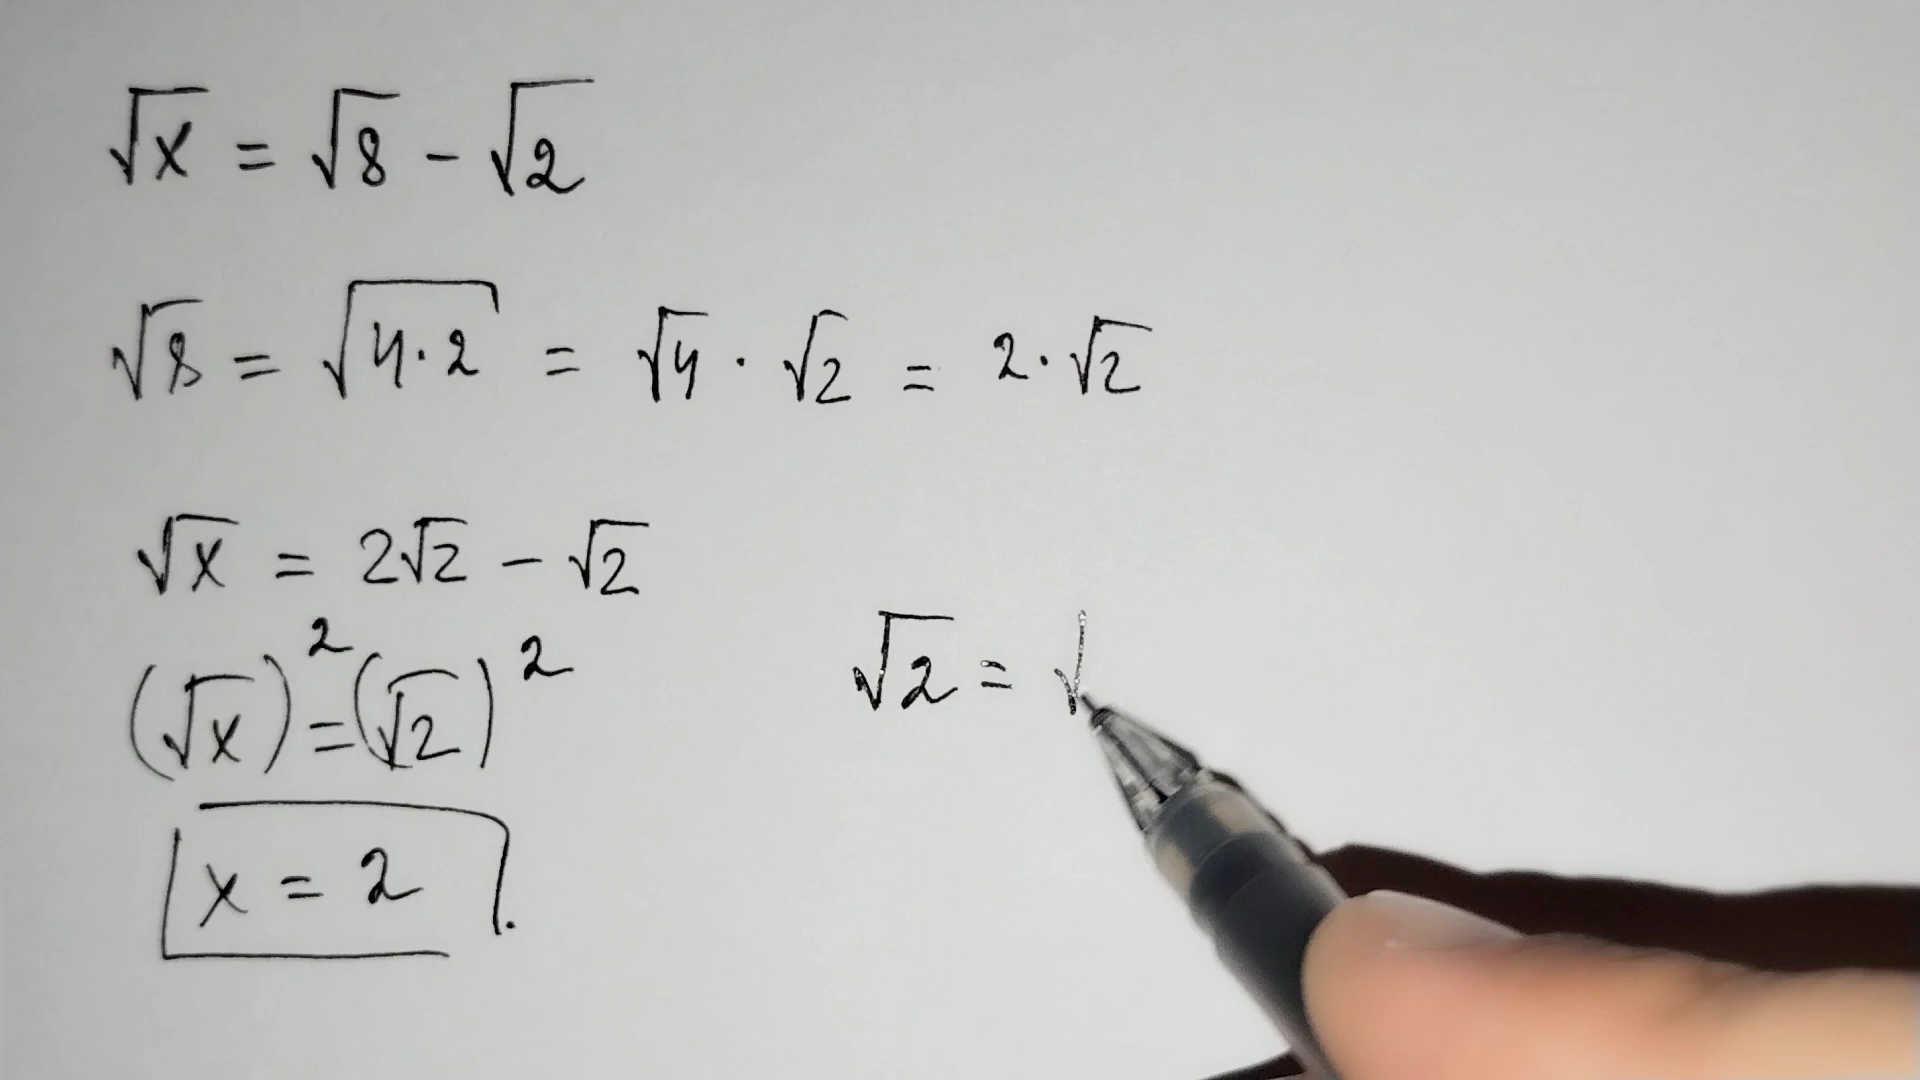 √x = √8 - √2
√8 = √4·2 = √4 · √2 = 2·√2
√x = 2√2 - √2
(√x)² = (√2)²
√2 = √
x = 2.